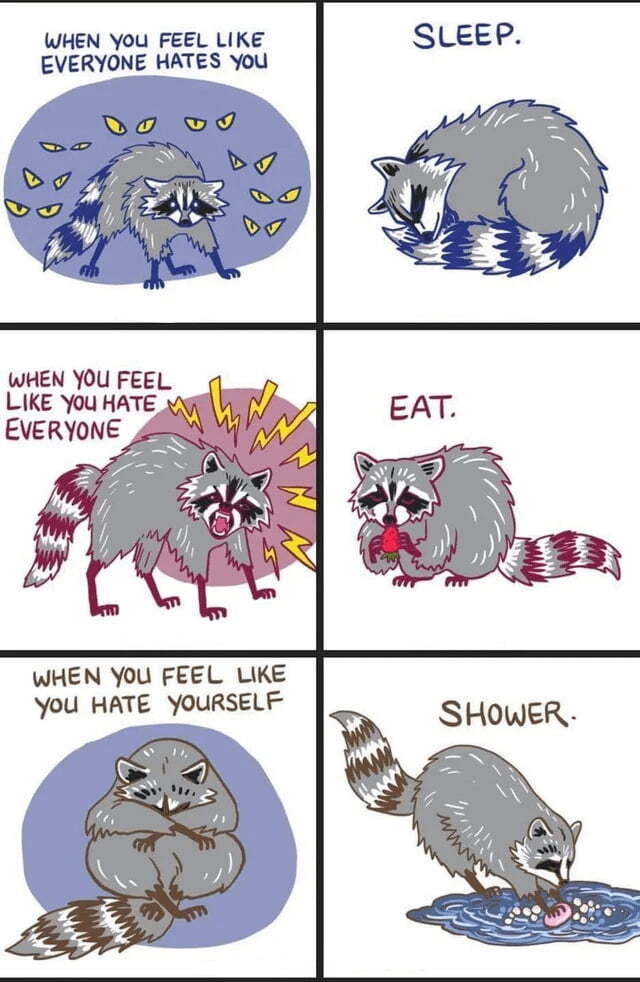 WHEN YOU FEEL LIKE
EVERYONE HATES YOU
SLEEP.
WHEN YOU FEEL
LIKE YOU HATE
EVERYONE
EAT.
WHEN YOU FEEL LIKE
YOU HATE YOURSELF
SHOWER.